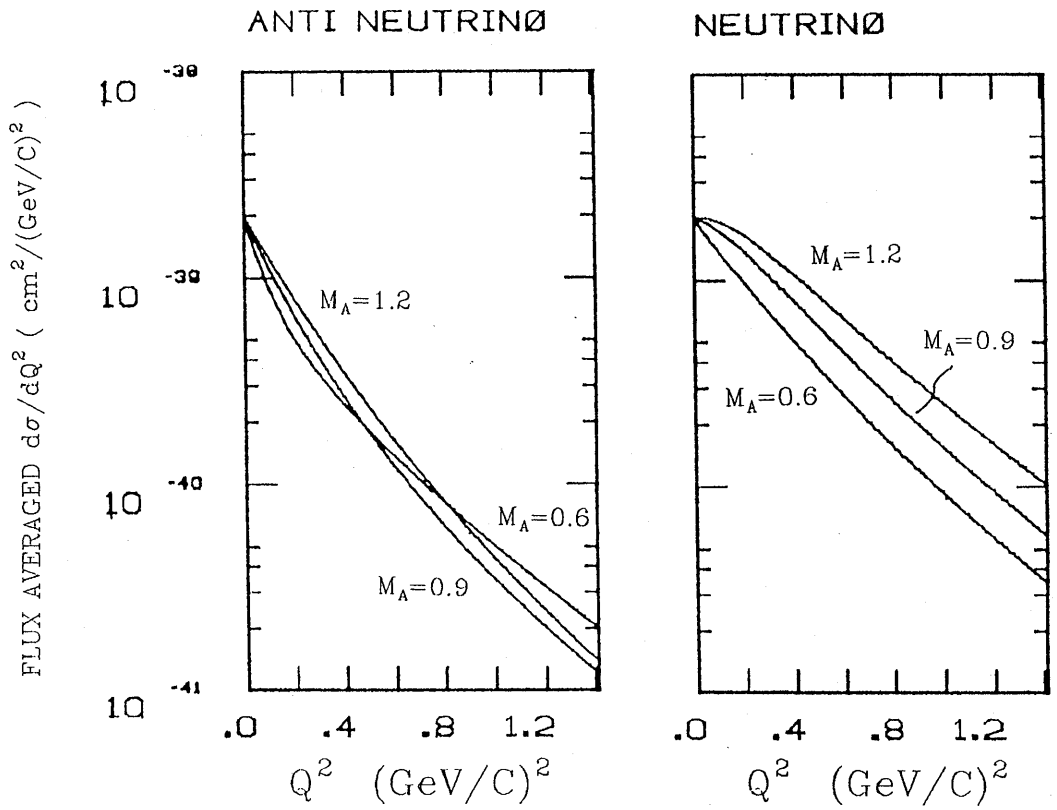 ANTI NEUTRINØ
NEUTRINØ
FLUX AVERAGED dσ/dQ² ( cm²/(GeV/C)² )
10⁻³⁸
10⁻³⁹
10⁻⁴⁰
10⁻⁴¹
M_A=1.2
M_A=0.6
M_A=0.9
M_A=1.2
M_A=0.9
M_A=0.6
.0 .4 .8 1.2
.0 .4 .8 1.2
Q² (GeV/C)²
Q² (GeV/C)²